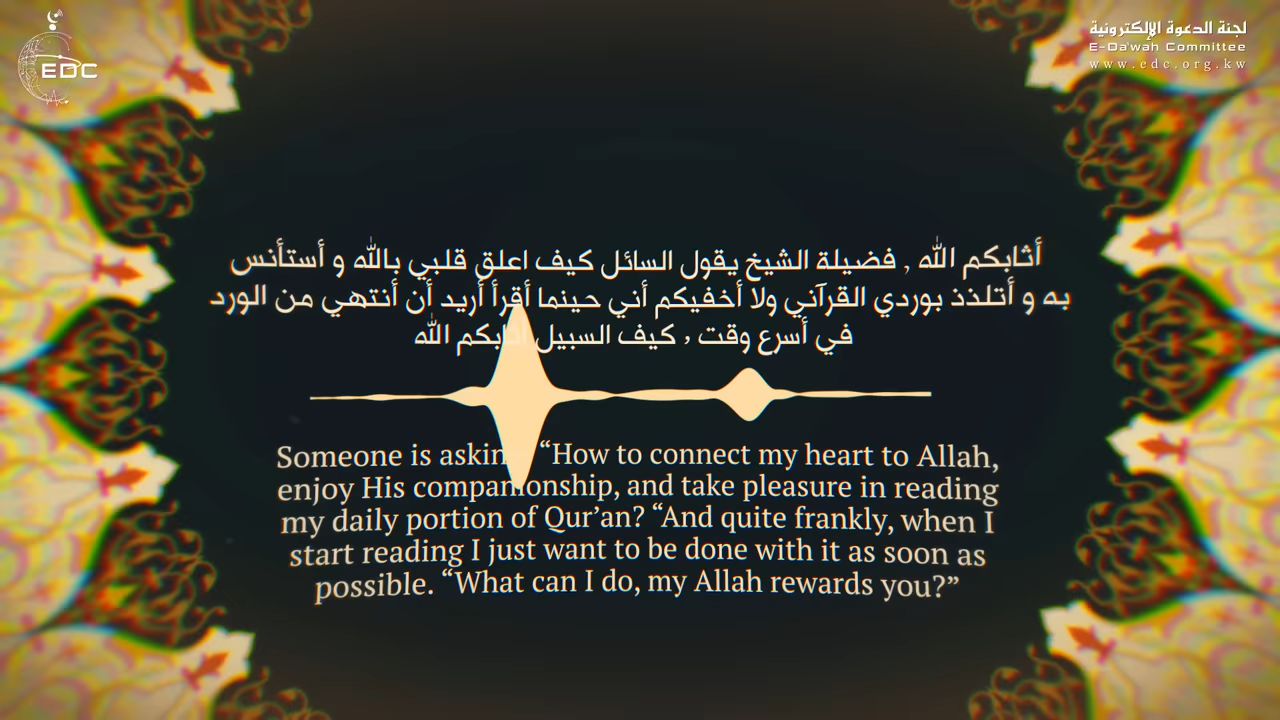 EDC
لجنة الدعوة الإلكترونية
E-Da'wah Committee
www.edc.org.kw
أثابكم الله , فضيلة الشيخ يقول السائل كيف اعلق قلبي بالله و أستأنس
به و أتلذذ بوردي القرآني ولا أخفيكم أني حينما أقرأ أريد أن أنتهي من الورد
في أسرع وقت , كيف السبيل أثابكم الله
Someone is asking “How to connect my heart to Allah,
enjoy His companionship, and take pleasure in reading
my daily portion of Qur’an? “And quite frankly, when I
start reading I just want to be done with it as soon as
possible. “What can I do, my Allah rewards you?”